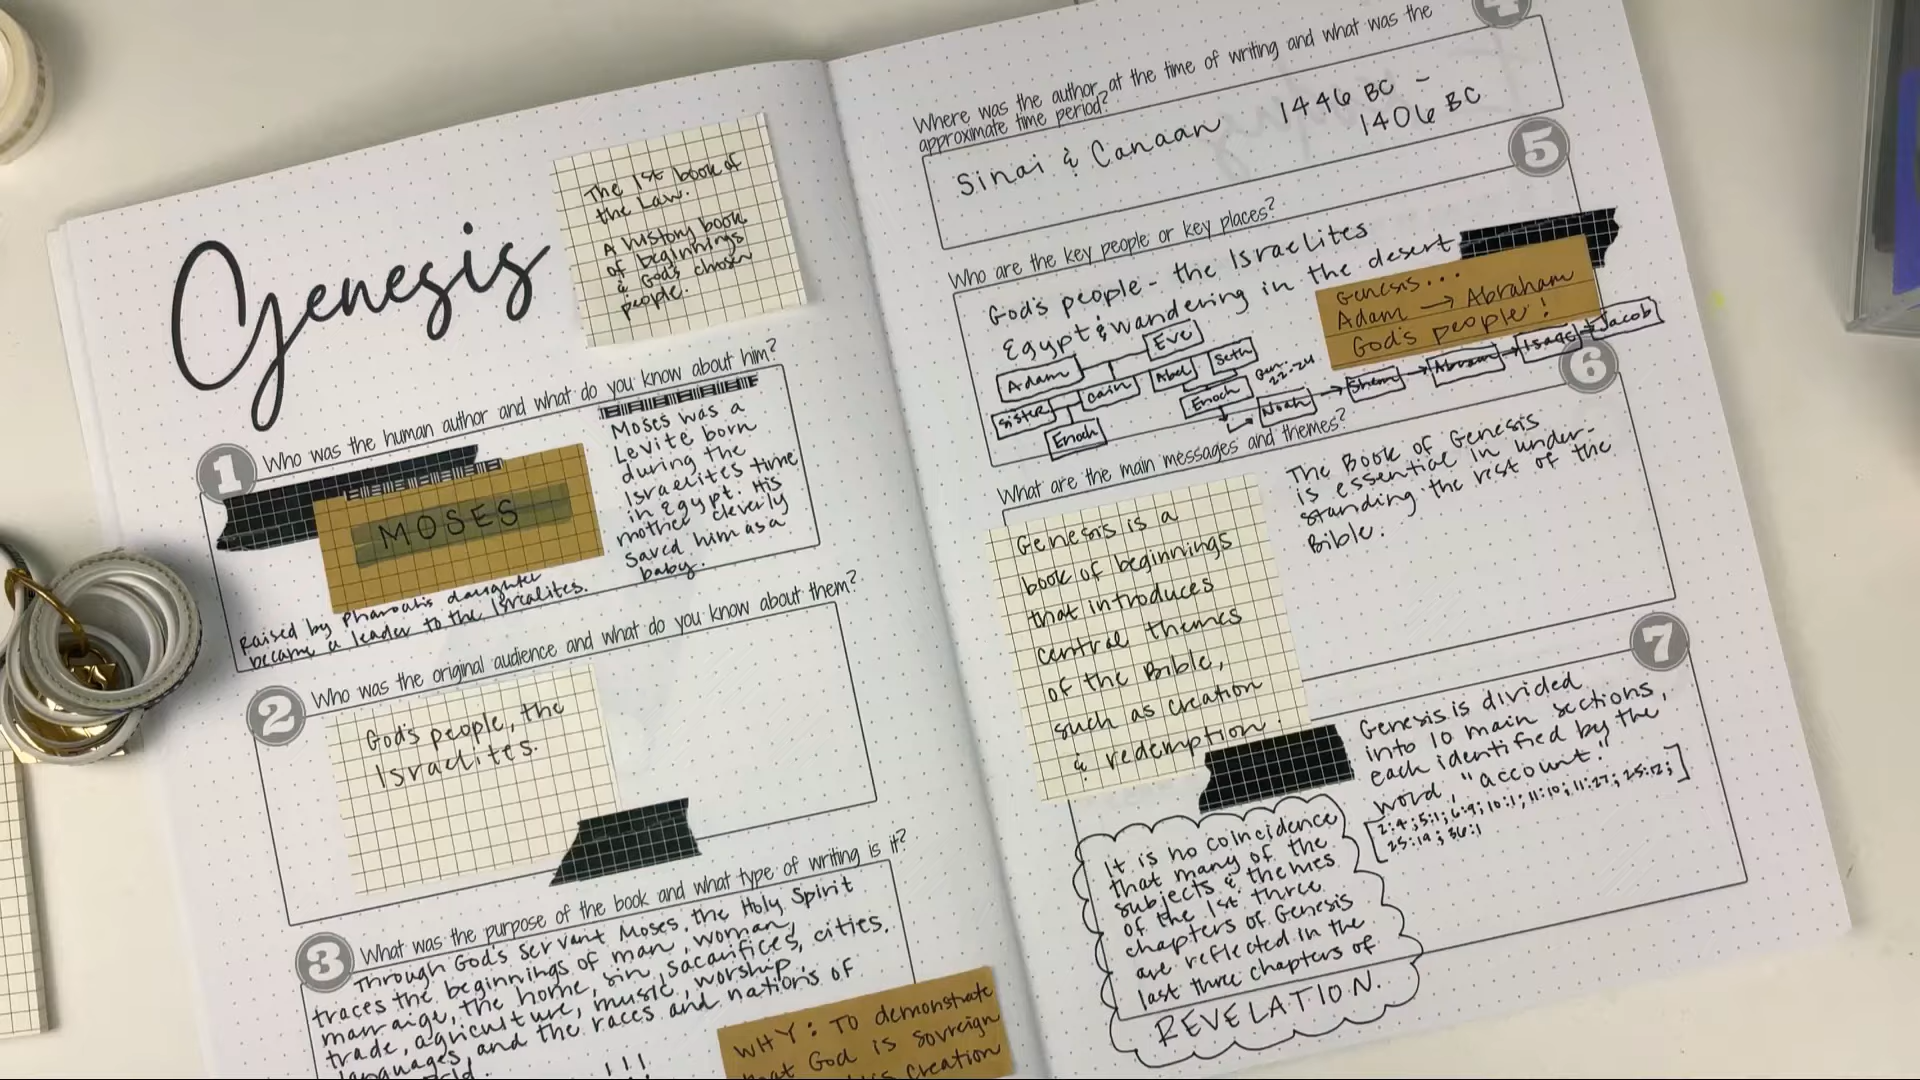 Genesis
The 1st book of
the Law.
A history book
of beginnings
& God's chosen
people.
1
Who was the human author and what do you know about him?
MOSES
Moses was a
Levite born
during the
Israelites time
in Egypt. His
mother cleverly
saved him as a
baby.
Raised by Pharoah's daughter
became a leader to the Israelites.
2
Who was the original audience and what do you know about them?
God's people, the
Israelites.
3
What was the purpose of the book and what type of writing is it?
Through God's servant Moses, the Holy Spirit
traces the beginnings of man, woman,
marraige, the home, sin, sacarifices, cities,
trade, agriculture, music, worship,
languages, and the races and nations of
WHY: To demonstrate
that God is sovreign
creation
4
Where was the author at the time of writing and what was the
approximate time period?
Sinai & Canaan
1446 BC -
1406 BC
5
Who are the key people or key places?
God's people - the Israelites
Egypt & wandering in the desert
Genesis...
Adam → Abraham
God's people!
Adam
Eve
Sister
Cain
Abel
Seth
Enoch
Enoch
Gen.
22-24
Noah
Shem
Abram
Isaac
Jacob
6
What are the main messages and themes?
Genesis is a
book of beginnings
that introduces
central themes
of the Bible,
such as creation
& redemption.
The Book of Genesis
is essential in under-
standing the rest of the
Bible.
7
Genesis is divided
into 10 main sections,
each identified by the
word, "account."
[2:4; 5:1; 6:9; 10:1; 11:10; 11:27; 25:12;
25:19; 36:1]
It is no coincidence
that many of the
subjects & themes
of the 1st three
chapters of Genesis
are reflected in the
last three chapters of
REVELATION.